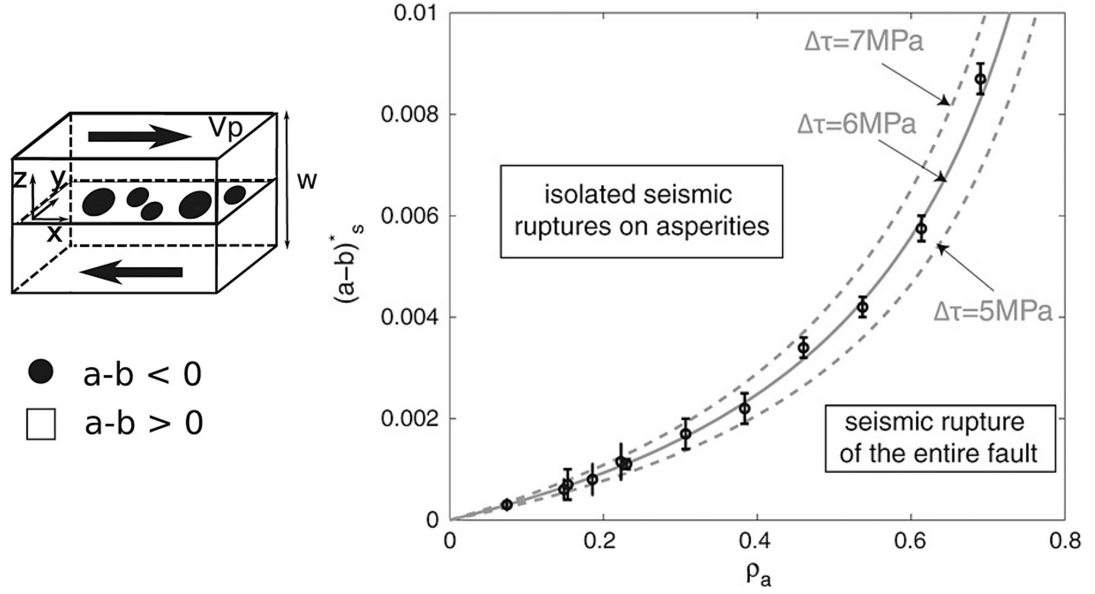 Vp
z
y
x
w
a-b < 0
a-b > 0
0.01
0.008
0.006
0.004
0.002
0
(a−b)*s
Δτ=7MPa
Δτ=6MPa
isolated seismic
ruptures on asperities
Δτ=5MPa
seismic rupture
of the entire fault
0 0.2 0.4 0.6 0.8
ρa